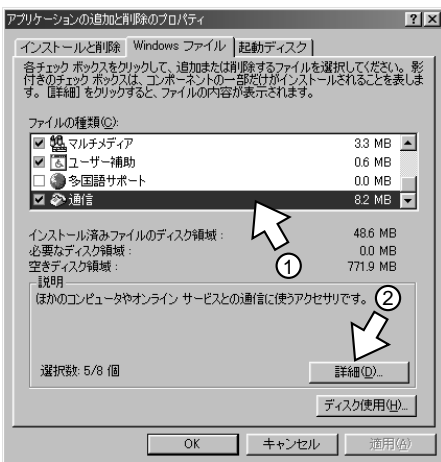 アプリケーションの追加と削除のプロパティ
インストールと削除 Windows ファイル 起動ディスク
各チェック ボックスをクリックして、追加または削除するファイルを選択してください。影
付きのチェック ボックスは、コンポーネントの一部だけがインストールされることを表しま
す。[詳細] をクリックすると、ファイルの内容が表示されます。
ファイルの種類(C):
マルチメディア 3.3 MB
ユーザー補助 0.6 MB
多国語サポート 0.0 MB
通信 8.2 MB
インストール済みファイルのディスク領域 : 48.6 MB
必要なディスク領域 : 0.0 MB
空きディスク領域 : 771.9 MB
①
説明
ほかのコンピュータやオンライン サービスとの通信に使うアクセサリです。
②
選択数: 5/8 個
詳細(D)...
ディスク使用(H)...
OK キャンセル 適用(A)